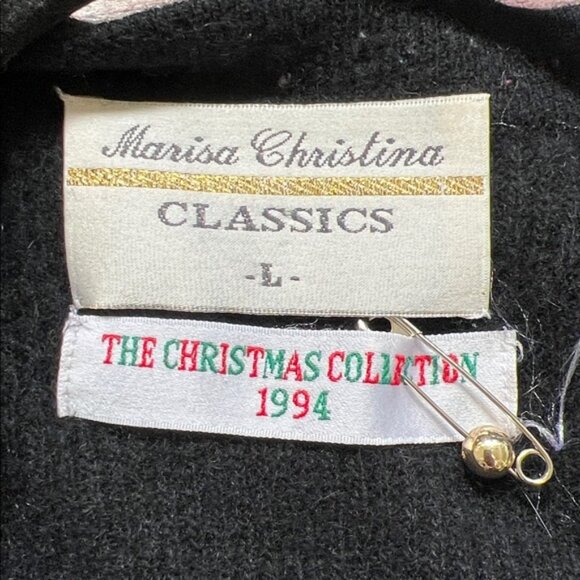 Marisa Christina
CLASSICS
-L-
THE CHRISTMAS COLLECTION
1994